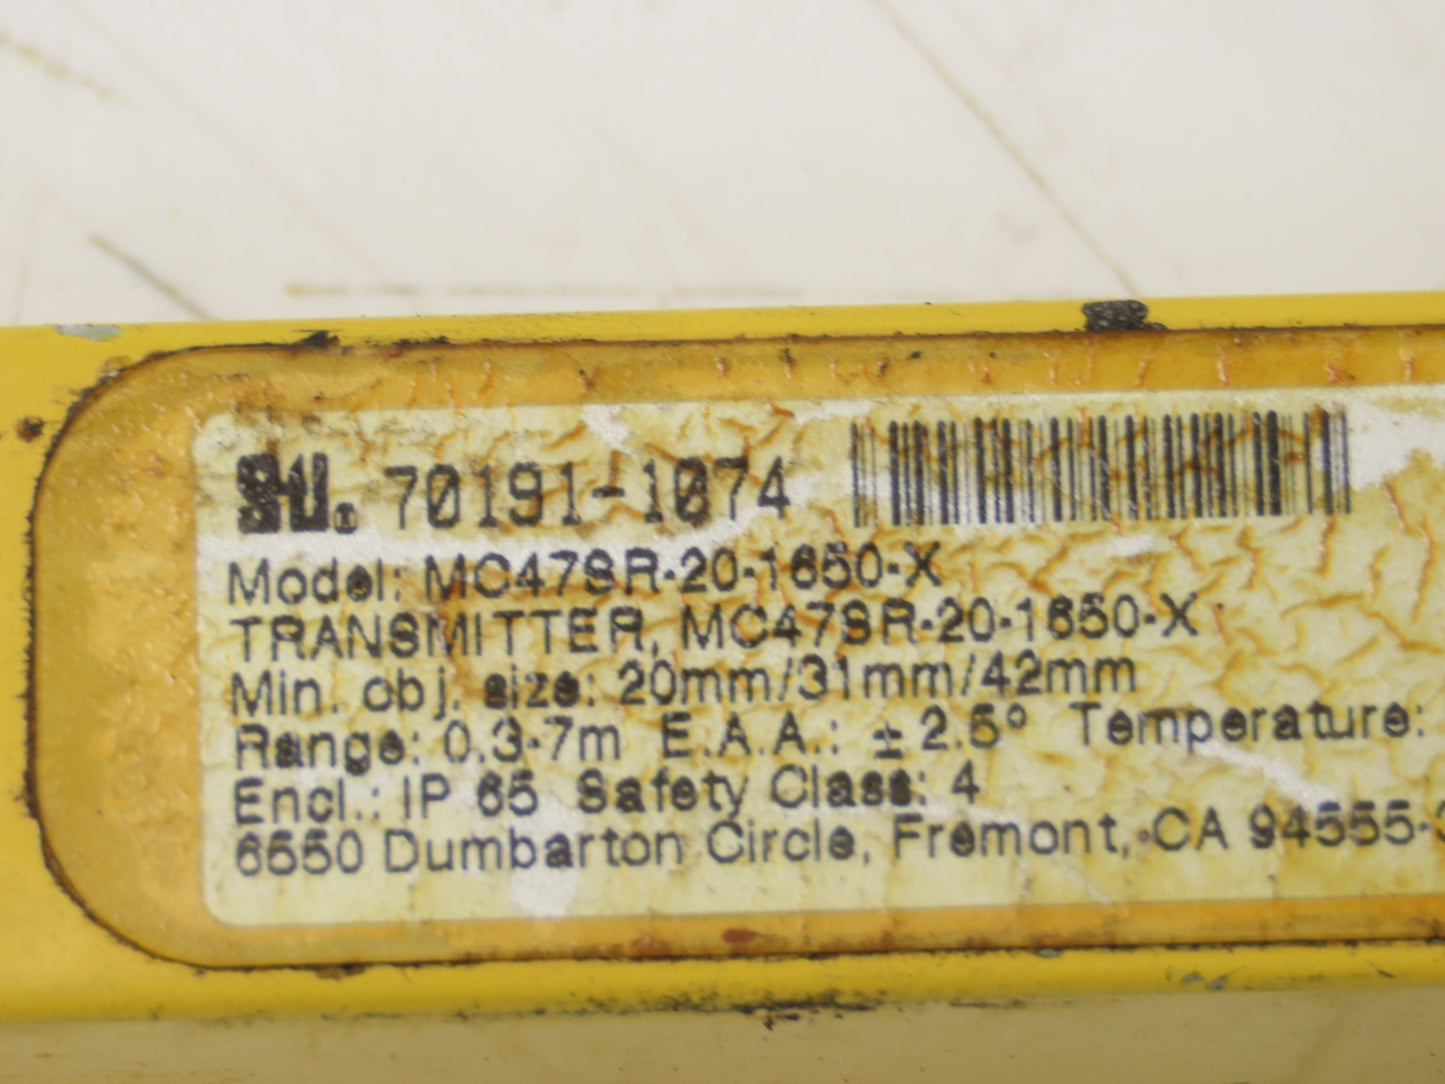 70191-1074
Model: MC47SR-20-1650-X
TRANSMITTER, MC47SR-20-1650-X
Min. obj. size: 20mm/31mm/42mm
Range: 0.3-7m E.A.A.: ± 2.5° Temperature:
Encl.: IP 65 Safety Class: 4
6550 Dumbarton Circle, Fremont, CA 94555-